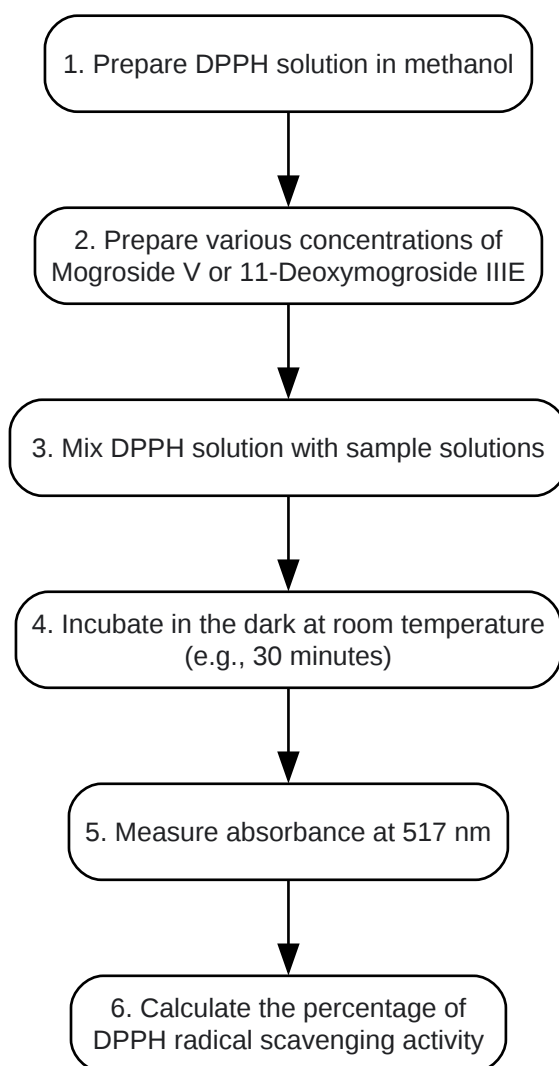 1. Prepare DPPH solution in methanol
2. Prepare various concentrations of
Mogroside V or 11-Deoxymogroside IIIE
3. Mix DPPH solution with sample solutions
4. Incubate in the dark at room temperature
(e.g., 30 minutes)
5. Measure absorbance at 517 nm
6. Calculate the percentage of
DPPH radical scavenging activity